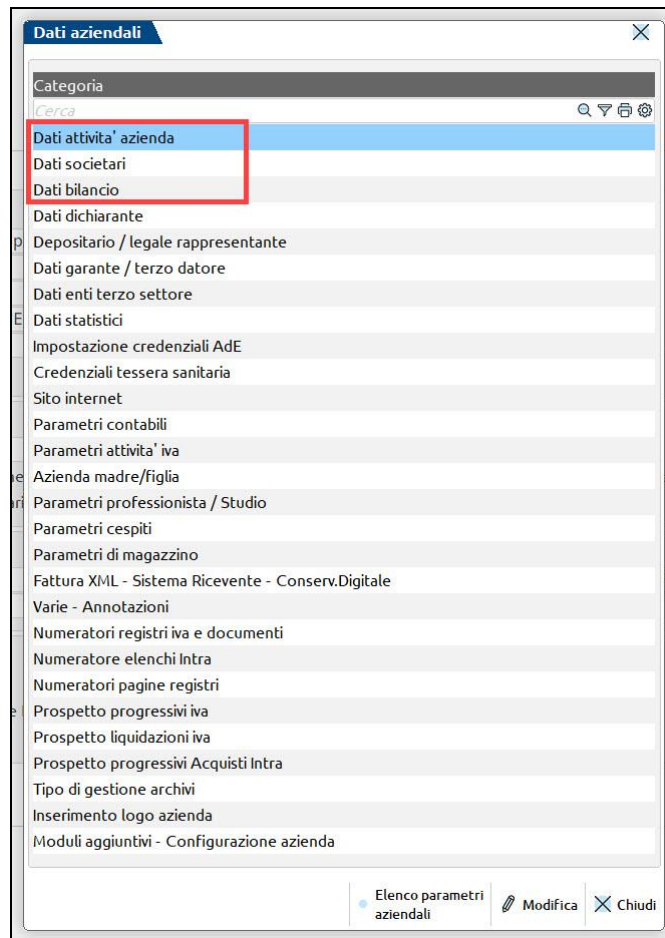 Dati aziendali
Categoria
Cerca
Dati attivita' azienda
Dati societari
Dati bilancio
Dati dichiarante
Depositario / legale rappresentante
Dati garante / terzo datore
Dati enti terzo settore
Dati statistici
Impostazione credenziali AdE
Credenziali tessera sanitaria
Sito internet
Parametri contabili
Parametri attivita' iva
Azienda madre/figlia
Parametri professionista / Studio
Parametri cespiti
Parametri di magazzino
Fattura XML - Sistema Ricevente - Conserv.Digitale
Varie - Annotazioni
Numeratori registri iva e documenti
Numeratore elenchi Intra
Numeratori pagine registri
Prospetto progressivi iva
Prospetto liquidazioni iva
Prospetto progressivi Acquisti Intra
Tipo di gestione archivi
Inserimento logo azienda
Moduli aggiuntivi - Configurazione azienda
Elenco parametri
aziendali
Modifica
Chiudi